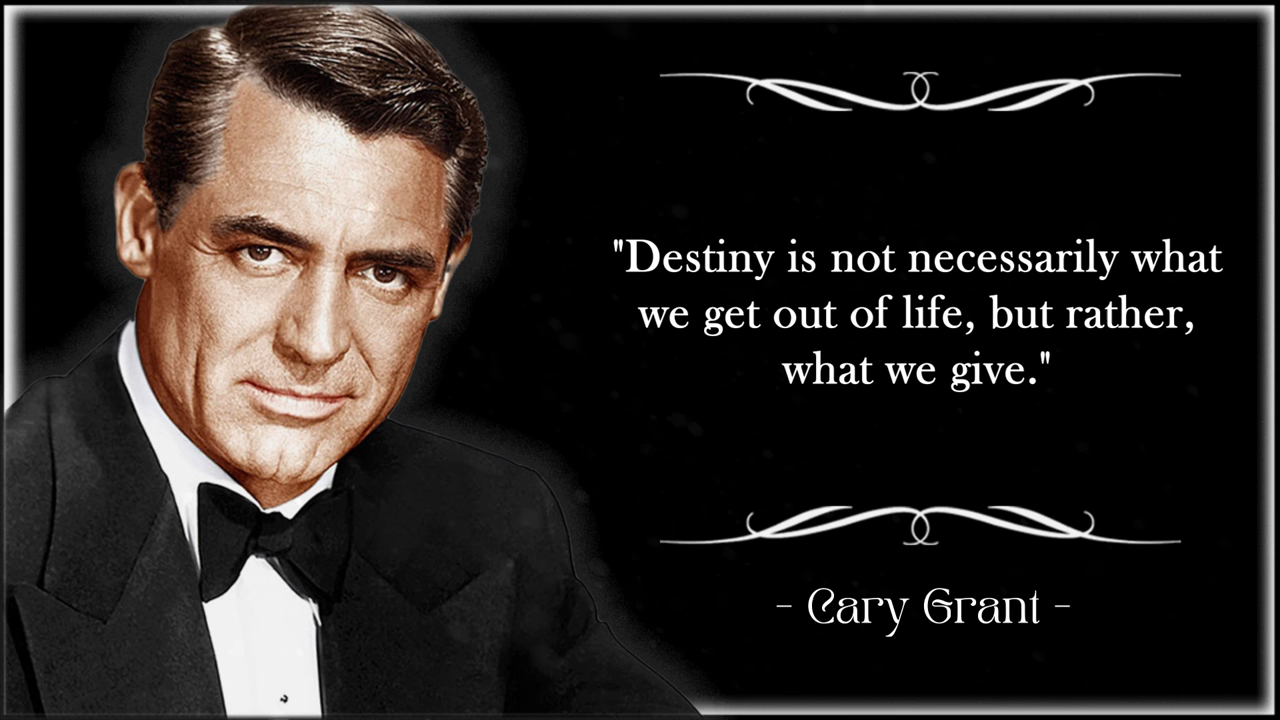 "Destiny is not necessarily what
we get out of life, but rather,
what we give."
- Cary Grant -